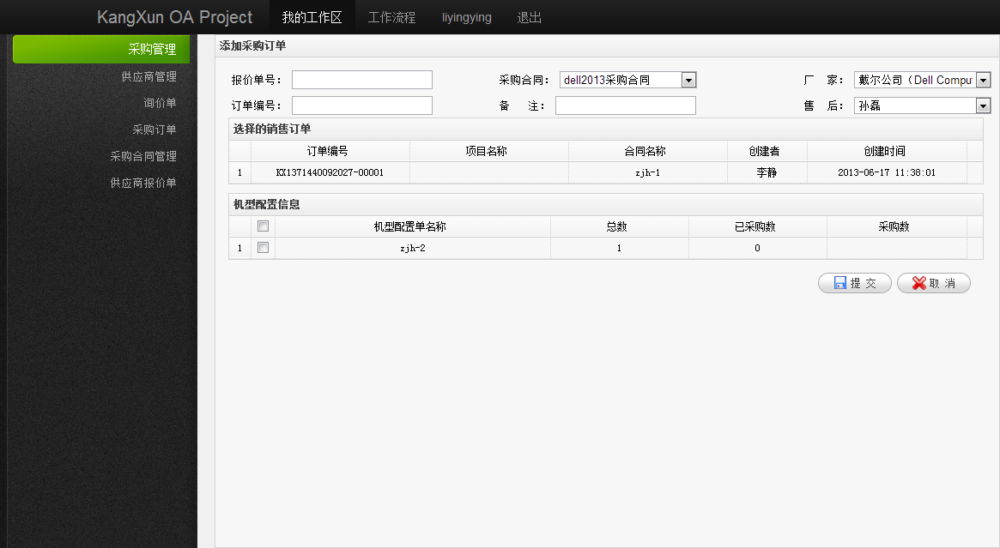 KangXun OA Project 我的工作区 工作流程 liyingying 退出
采购管理
供应商管理
询价单
采购订单
采购合同管理
供应商报价单
添加采购订单
报价单号： 采购合同： dell2013采购合同 厂 家： 戴尔公司（Dell Compu
订单编号： 备 注： 售 后： 孙磊
选择的销售订单
订单编号 项目名称 合同名称 创建者 创建时间
1 KX1371440092027-00001 zjh-1 李静 2013-06-17 11:38:01
机型配置信息
机型配置单名称 总数 已采购数 采购数
1 zjh-2 1 0
提 交 取 消